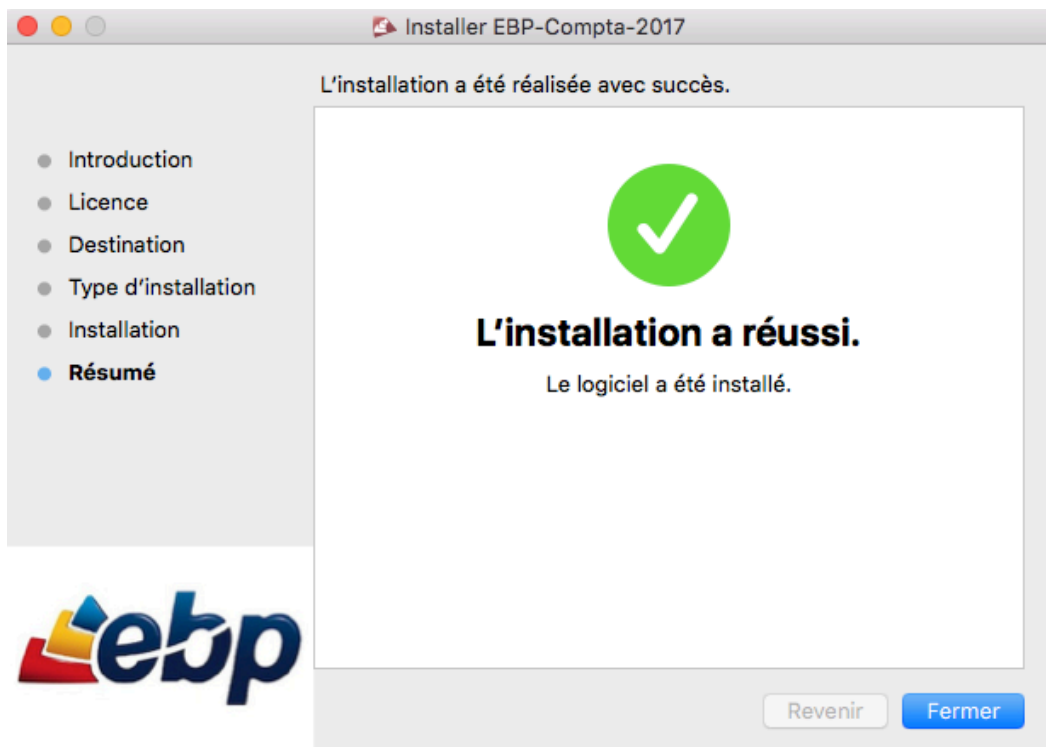 Installer EBP-Compta-2017
L’installation a été réalisée avec succès.
Introduction
Licence
Destination
Type d’installation
Installation
Résumé
L’installation a réussi.
Le logiciel a été installé.
ebp
Revenir
Fermer